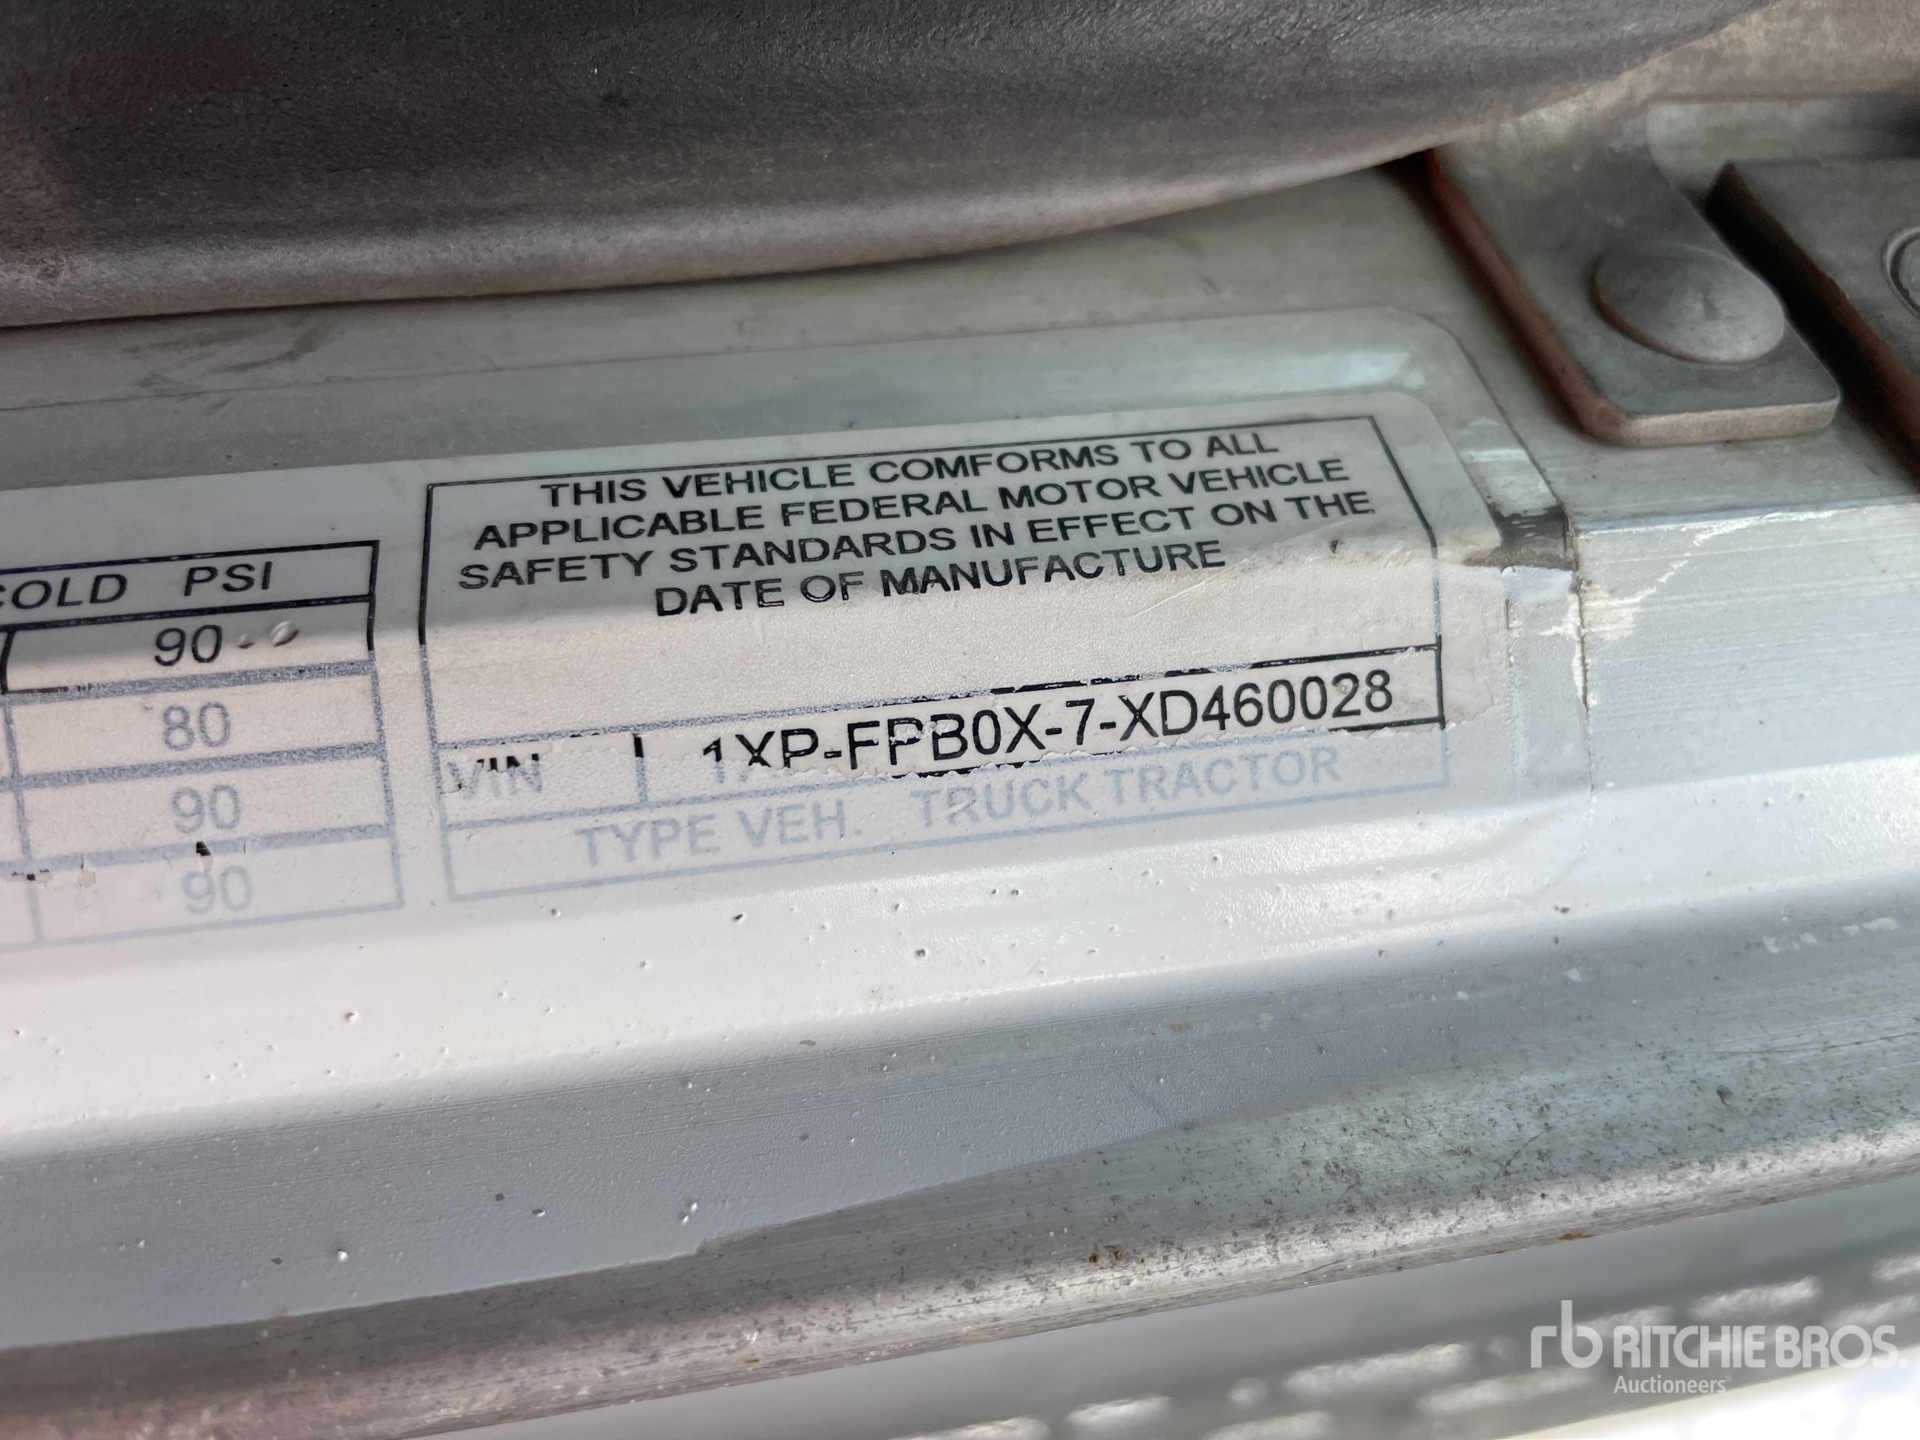 COLD PSI
90
80
90
90
THIS VEHICLE COMFORMS TO ALL
APPLICABLE FEDERAL MOTOR VEHICLE
SAFETY STANDARDS IN EFFECT ON THE
DATE OF MANUFACTURE
VIN 1XP-FPB0X-7-XD460028
TYPE VEH. TRUCK TRACTOR
rb RITCHIE BROS.
Auctioneers